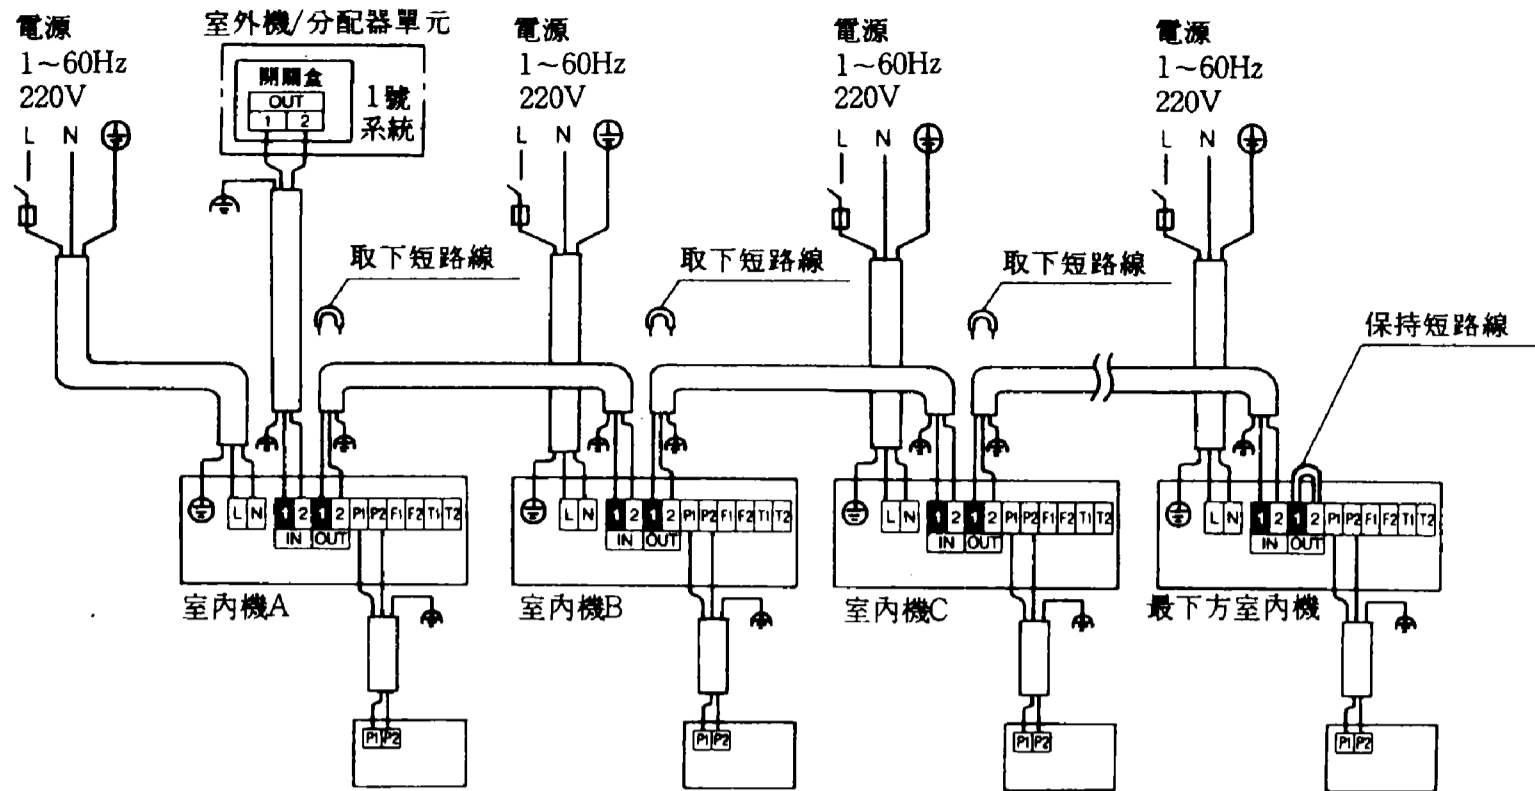 電源
1~60Hz
220V
L N
室外機/分配器單元
開關盒
OUT
1 2
1號
系統
電源
1~60Hz
220V
L N
電源
1~60Hz
220V
L N
電源
1~60Hz
220V
L N
取下短路線
取下短路線
取下短路線
保持短路線
L N 1 2 1 2 P1 P2 F1 F2 T1 T2
IN OUT
室內機A
P1 P2
L N 1 2 1 2 P1 P2 F1 F2 T1 T2
IN OUT
室內機B
P1 P2
L N 1 2 1 2 P1 P2 F1 F2 T1 T2
IN OUT
室內機C
P1 P2
L N 1 2 1 2 P1 P2 F1 F2 T1 T2
IN OUT
最下方室內機
P1 P2